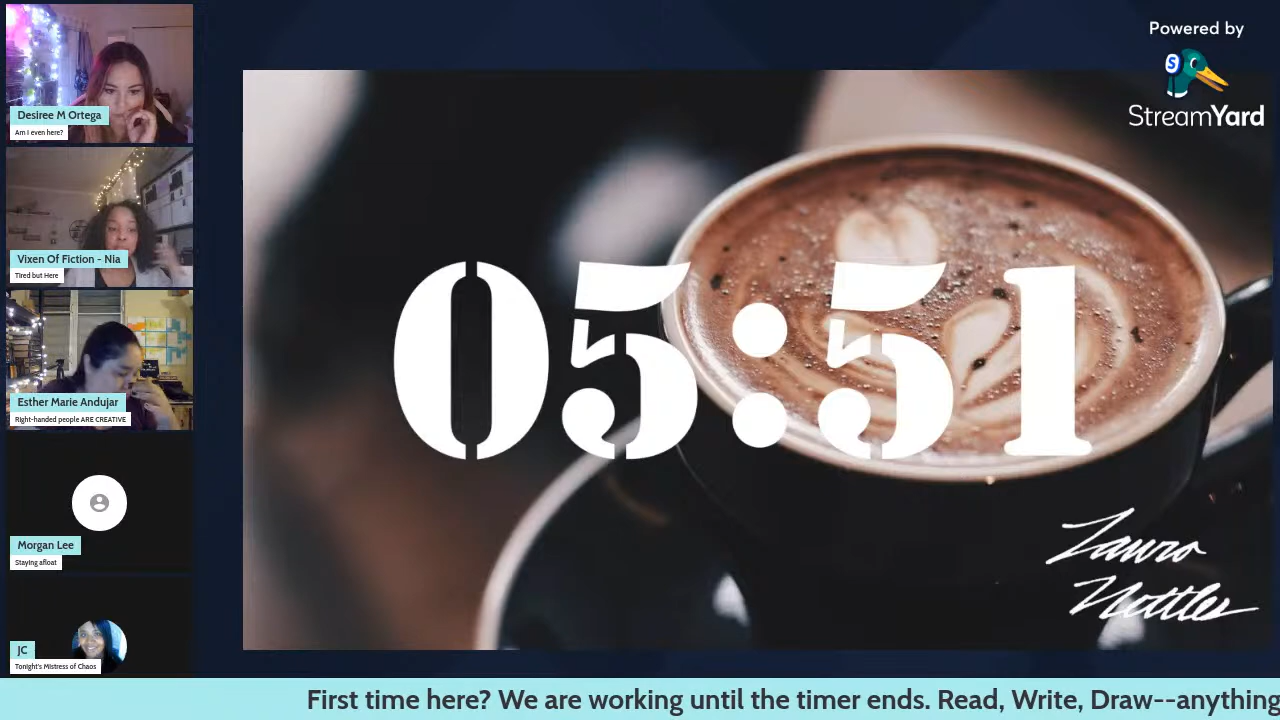 Desiree M Ortega
Am I even here?
Vixen Of Fiction - Nia
Tired but Here
Esther Marie Andujar
Right-handed people ARE CREATIVE
Morgan Lee
Staying afloat
JC
Tonight's Mistress of Chaos
05:51
Powered by
S
StreamYard
First time here? We are working until the timer ends. Read, Write, Draw--anything